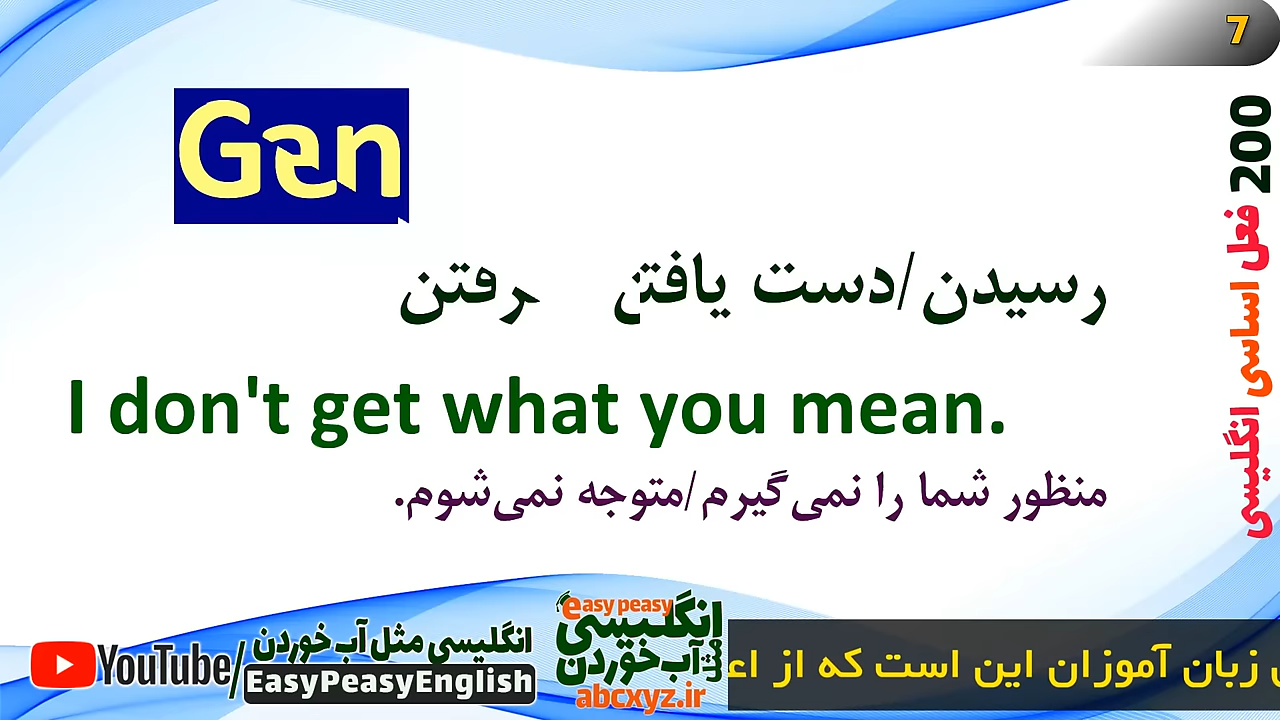 7
200 فعل اساسی انگلیسی
رسیدن/دست یافتن
I don't get what you mean.
منظور شما را نمی‌گیرم/متوجه نمی‌شوم.
YouTube/
انگلیسی مثل آب خوردن
EasyPeasyEnglish
easy peasy
انگلیسی
مثل آب خوردن
abcxyz.ir
زبان آموزان این است که از